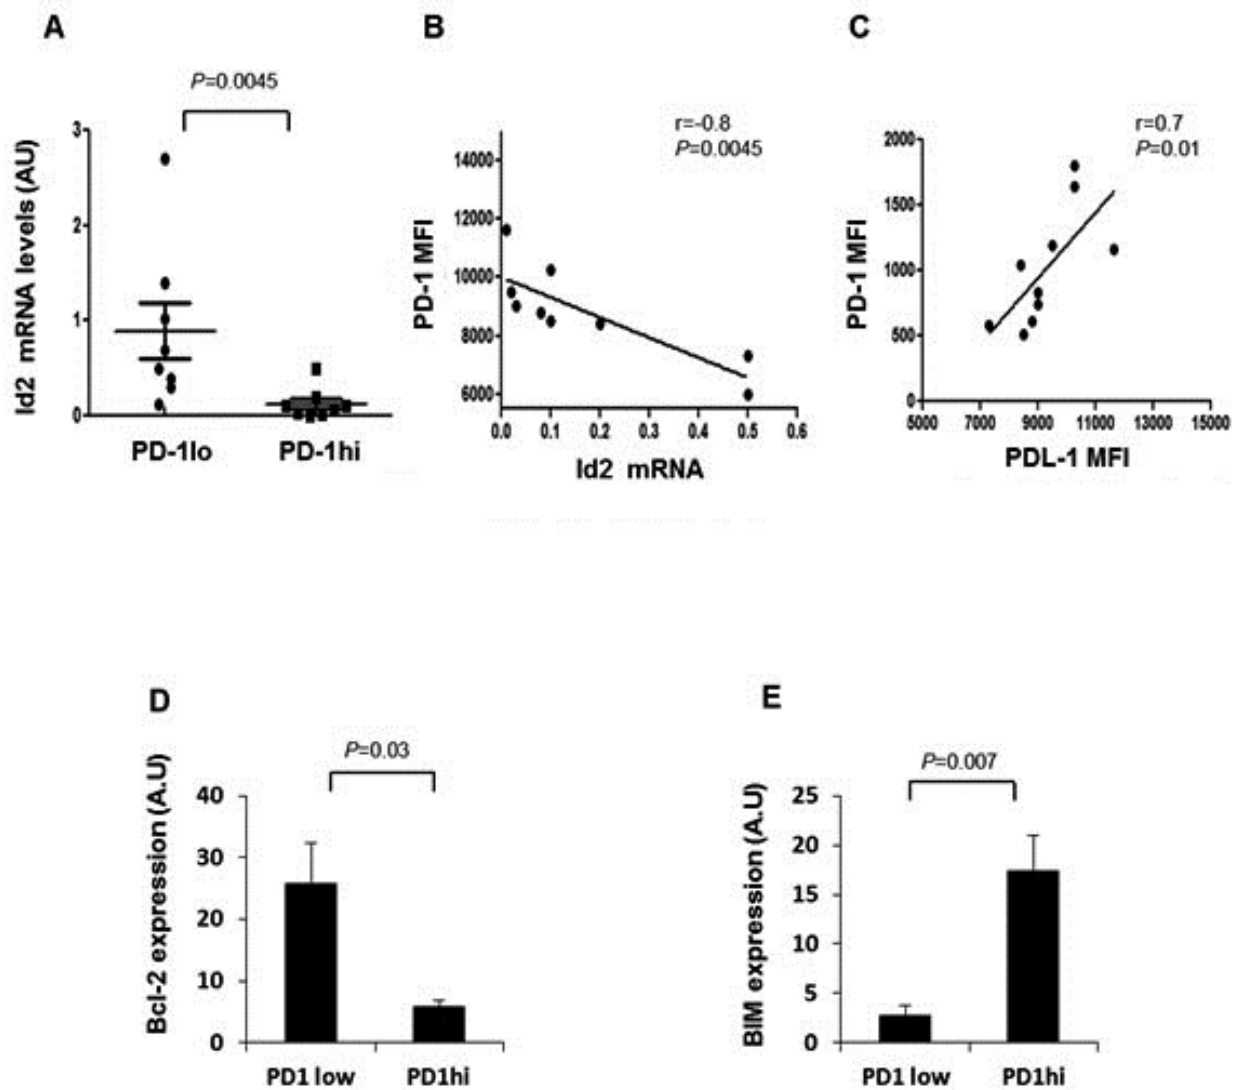 A
P=0.0045
Id2 mRNA levels (AU)
3
2
1
0
PD-1lo PD-1hi
B
r=-0.8
P=0.0045
PD-1 MFI
14000
12000
10000
8000
6000
0.0 0.1 0.2 0.3 0.4 0.5 0.6
Id2 mRNA
C
r=0.7
P=0.01
PD-1 MFI
2000
1500
1000
500
0
5000 7000 9000 11000 13000 15000
PDL-1 MFI
D
P=0.03
Bcl-2 expression (A.U)
40
30
20
10
0
PD1 low PD1hi
E
P=0.007
BIM expression (A.U)
25
20
15
10
5
0
PD1 low PD1hi